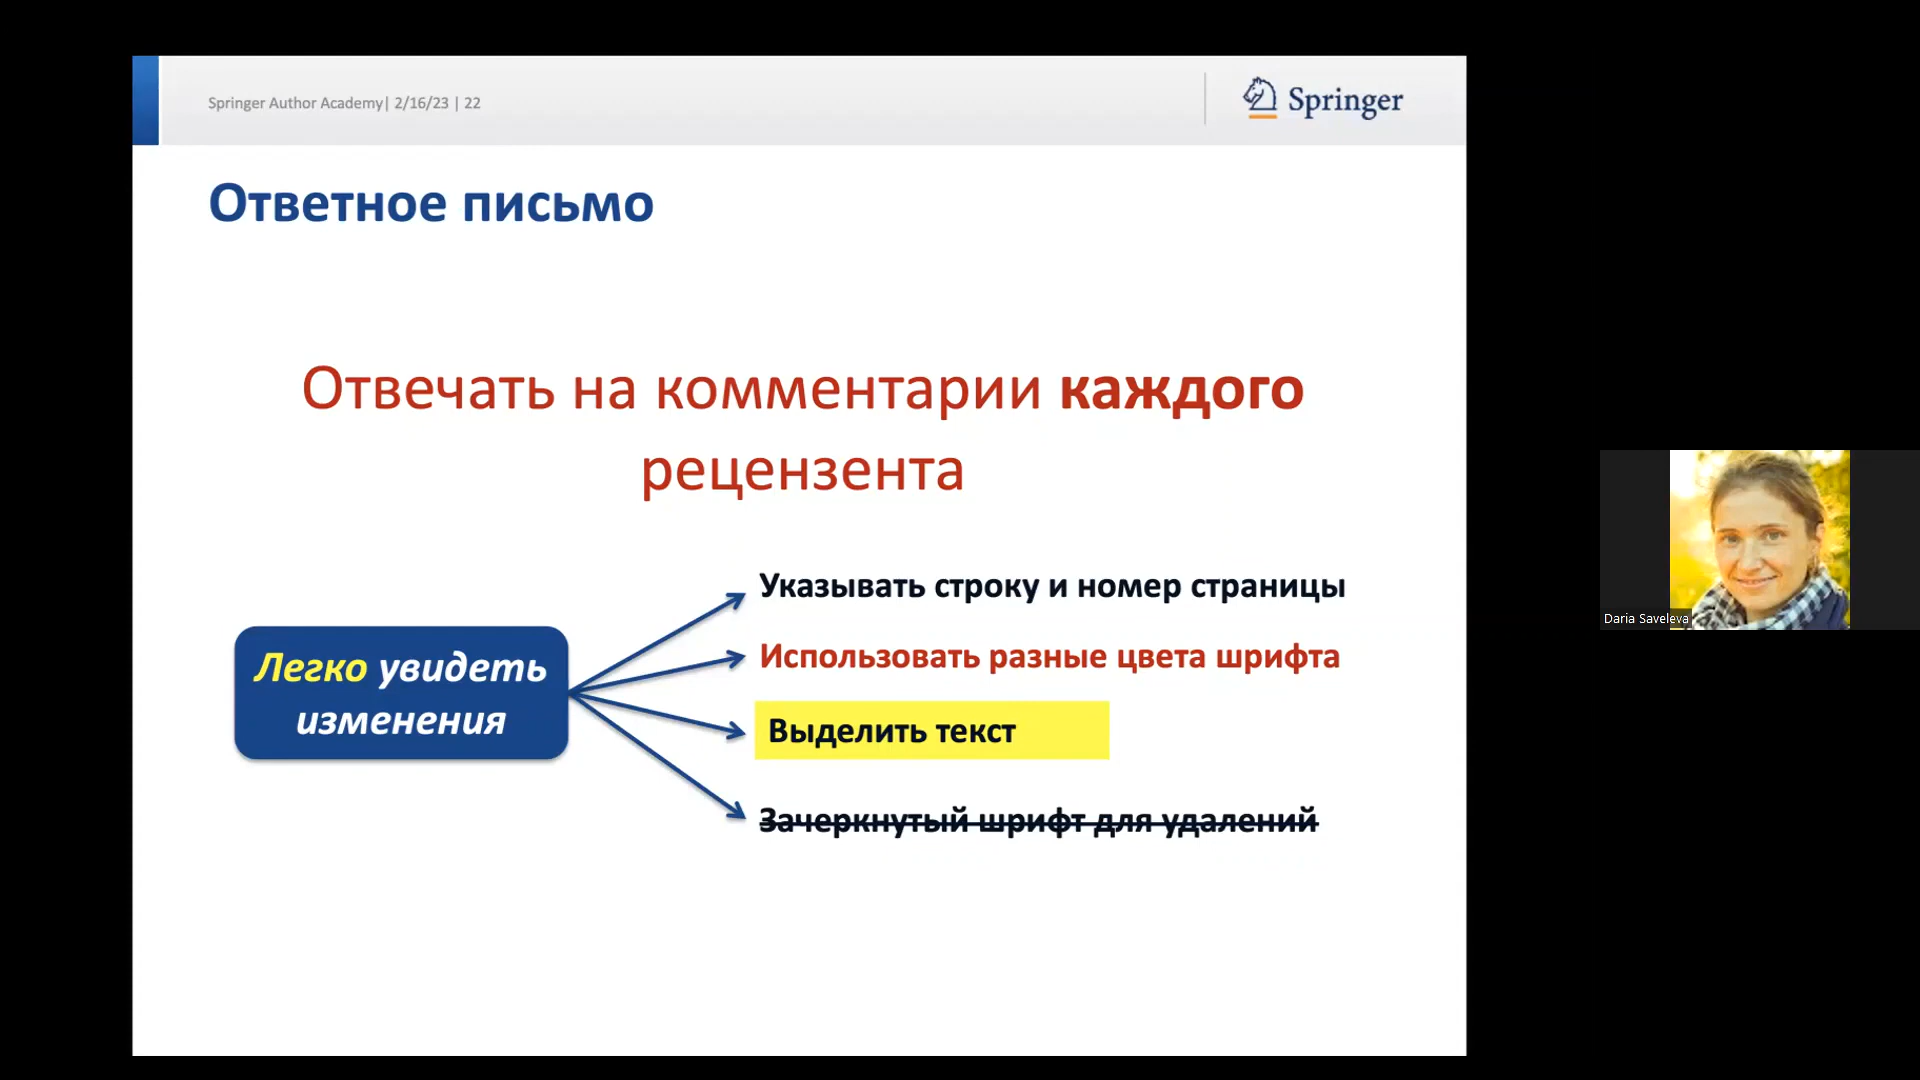 Springer Author Academy| 2/16/23 | 22
Springer
Ответное письмо
Отвечать на комментарии каждого
рецензента
Указывать строку и номер страницы
Легко увидеть
изменения
Использовать разные цвета шрифта
Выделить текст
Зачеркнутый шрифт для удалений
Daria Saveleva